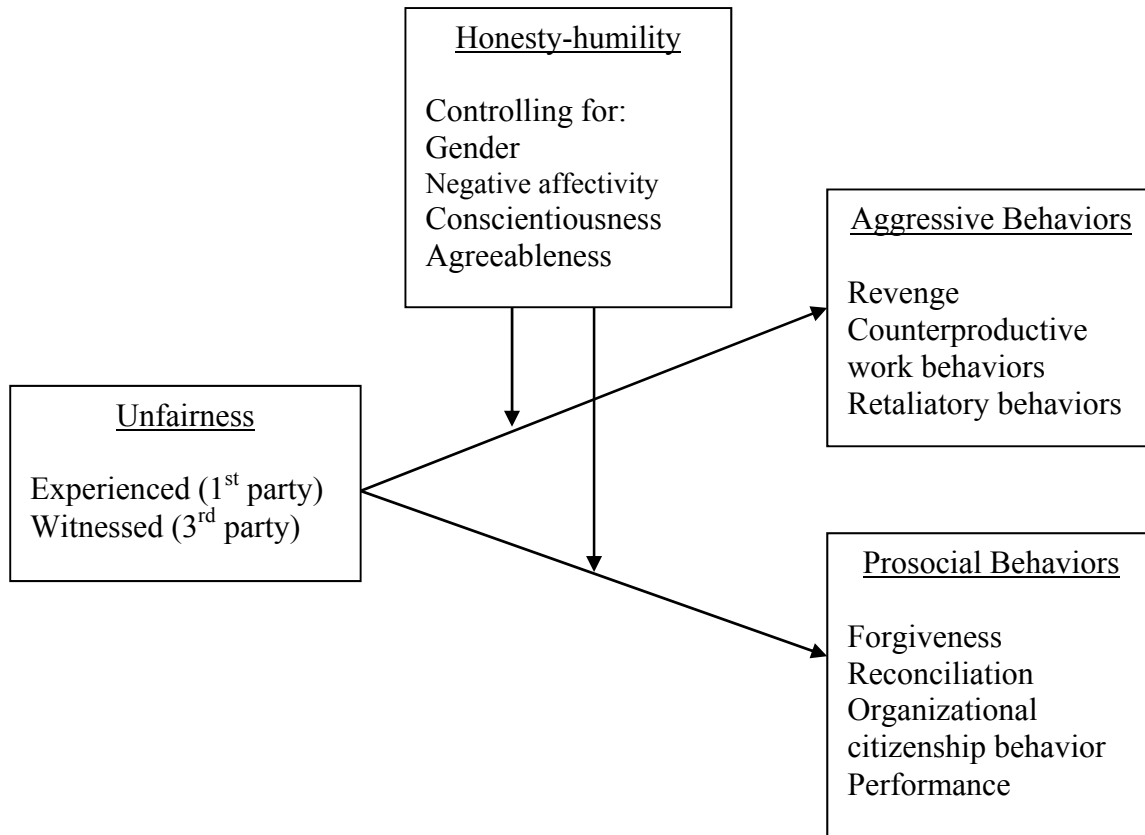 Honesty-humility
Controlling for:
Gender
Negative affectivity
Conscientiousness
Agreeableness
Aggressive Behaviors
Revenge
Counterproductive
work behaviors
Retaliatory behaviors
Unfairness
Experienced (1st party)
Witnessed (3rd party)
Prosocial Behaviors
Forgiveness
Reconciliation
Organizational
citizenship behavior
Performance